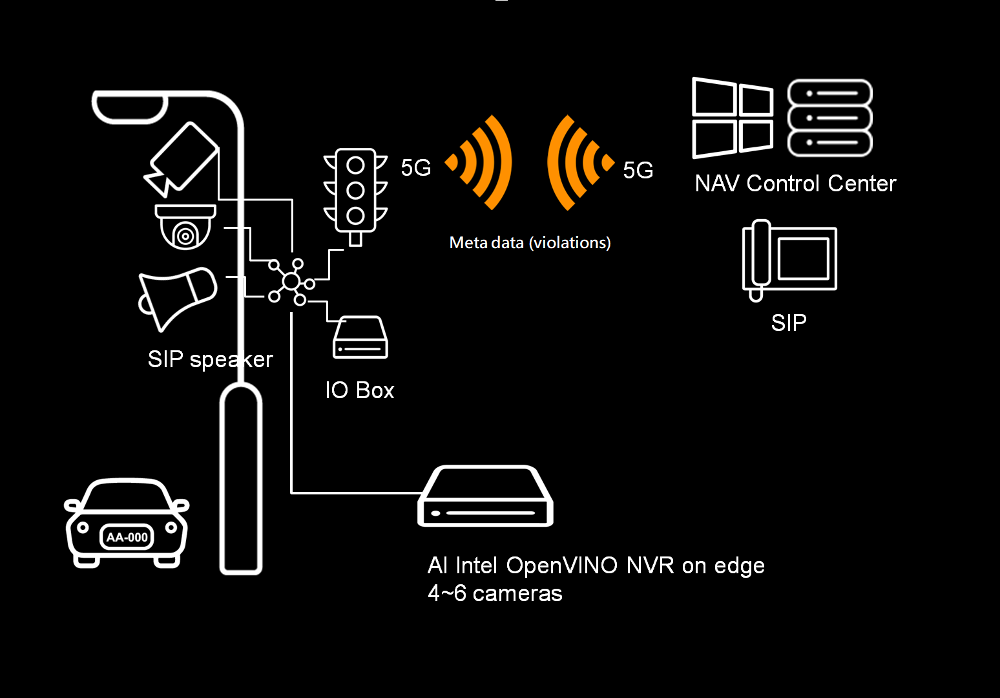 5G
5G
NAV Control Center
Meta data (violations)
SIP
SIP speaker
IO Box
AA-000
AI Intel OpenVINO NVR on edge
4~6 cameras